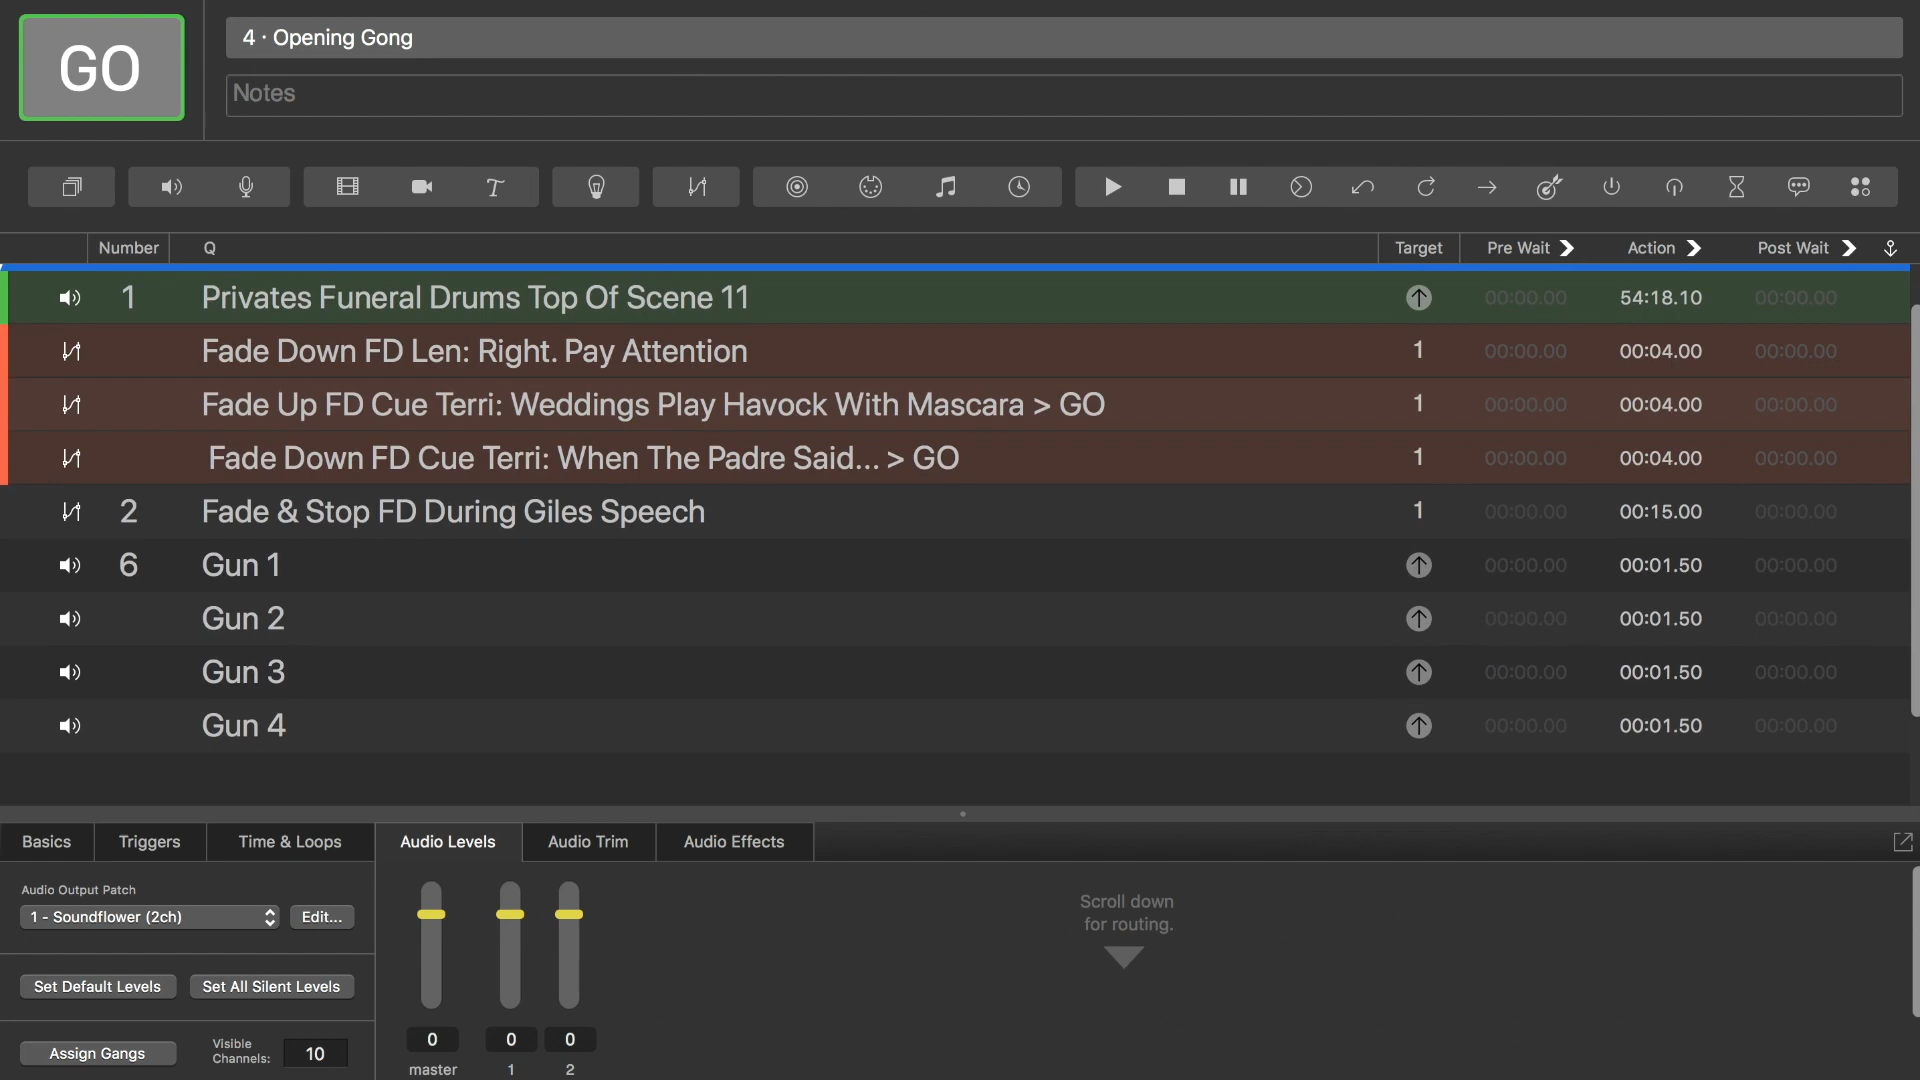 GO
4 · Opening Gong
Notes
Number Q Target Pre Wait Action Post Wait
1 Privates Funeral Drums Top Of Scene 11 00:00.00 54:18.10 00:00.00
Fade Down FD Len: Right. Pay Attention 1 00:00.00 00:04.00 00:00.00
Fade Up FD Cue Terri: Weddings Play Havock With Mascara > GO 1 00:00.00 00:04.00 00:00.00
Fade Down FD Cue Terri: When The Padre Said... > GO 1 00:00.00 00:04.00 00:00.00
2 Fade & Stop FD During Giles Speech 1 00:00.00 00:15.00 00:00.00
6 Gun 1 00:00.00 00:01.50 00:00.00
Gun 2 00:00.00 00:01.50 00:00.00
Gun 3 00:00.00 00:01.50 00:00.00
Gun 4 00:00.00 00:01.50 00:00.00
Basics Triggers Time & Loops Audio Levels Audio Trim Audio Effects
Audio Output Patch
1 - Soundflower (2ch) Edit...
Set Default Levels Set All Silent Levels
Assign Gangs Visible Channels: 10
0 0 0
master 1 2
Scroll down
for routing.